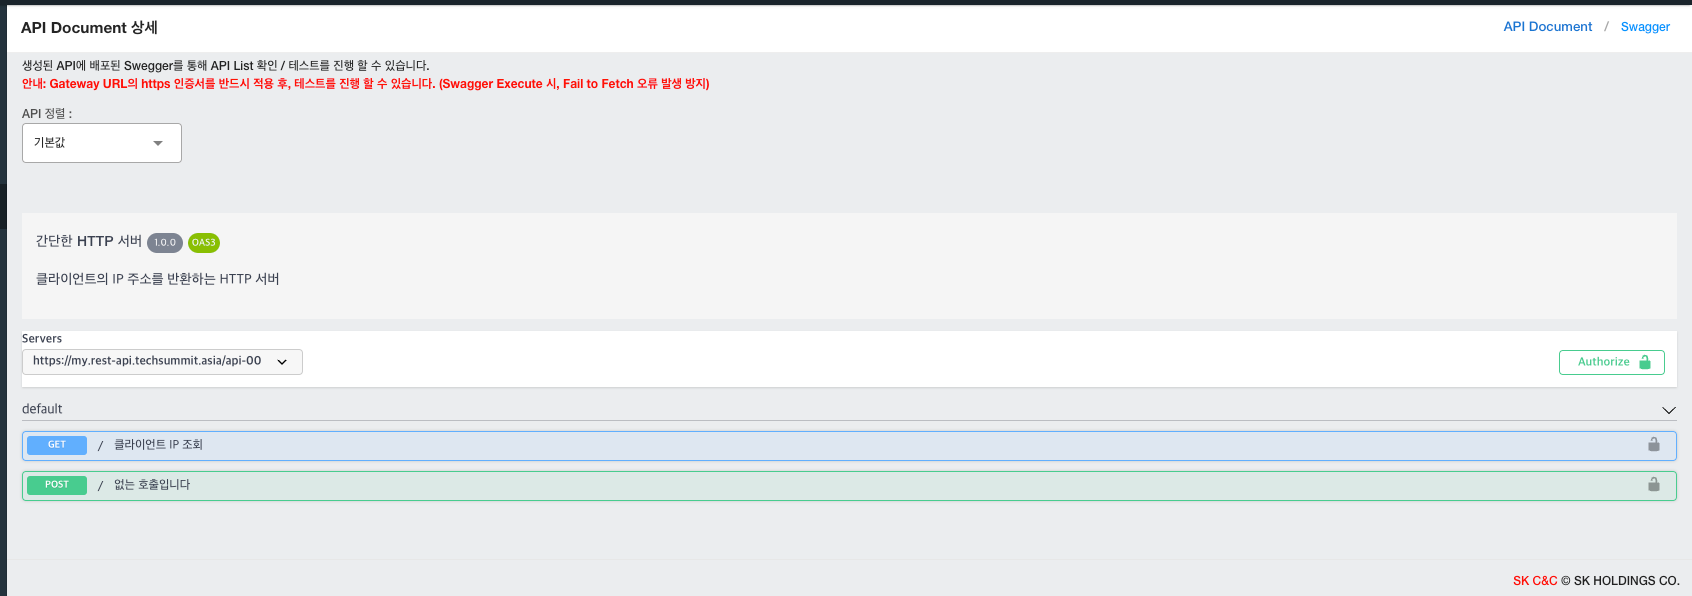 API Document 상세
API Document / Swagger
생성된 API에 배포된 Swegger를 통해 API List 확인 / 테스트를 진행 할 수 있습니다.
안내: Gateway URL의 https 인증서를 반드시 적용 후, 테스트를 진행 할 수 있습니다. (Swagger Execute 시, Fail to Fetch 오류 발생 방지)
API 정렬 :
기본값
간단한 HTTP 서버 1.0.0 OAS3
클라이언트의 IP 주소를 반환하는 HTTP 서버
Servers
https://my.rest-api.techsummit.asia/api-00
Authorize
default
GET / 클라이언트 IP 조회
POST / 없는 호출입니다
SK C&C © SK HOLDINGS CO.